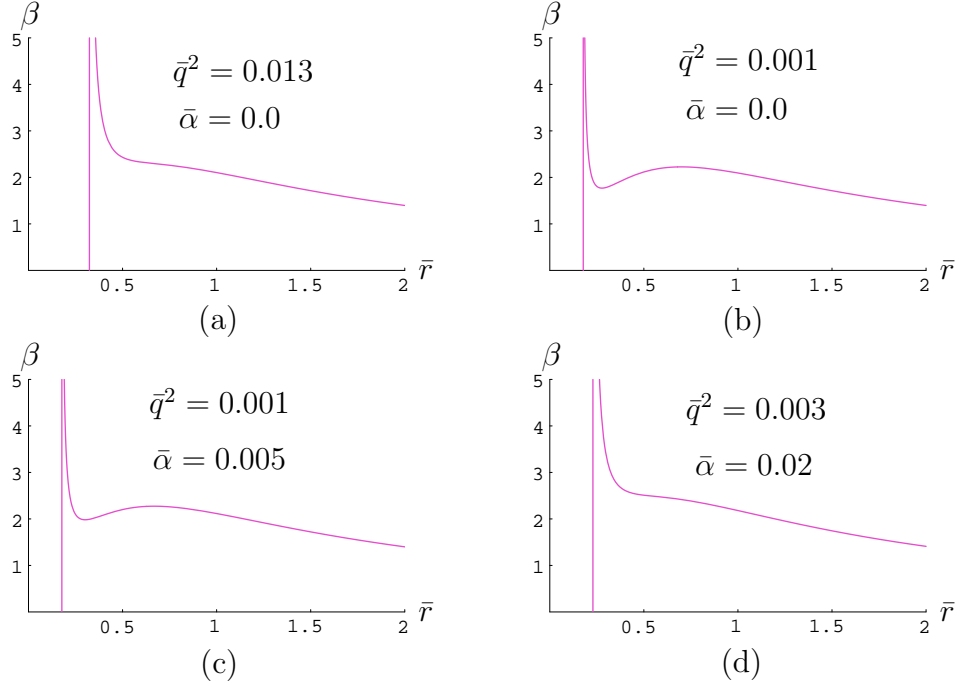 β
5
4
3
2
1
q̄² = 0.013
ᾱ = 0.0
0.5 1 1.5 2 r̄
(a)
β
5
4
3
2
1
q̄² = 0.001
ᾱ = 0.0
0.5 1 1.5 2 r̄
(b)
β
5
4
3
2
1
q̄² = 0.001
ᾱ = 0.005
0.5 1 1.5 2 r̄
(c)
β
5
4
3
2
1
q̄² = 0.003
ᾱ = 0.02
0.5 1 1.5 2 r̄
(d)